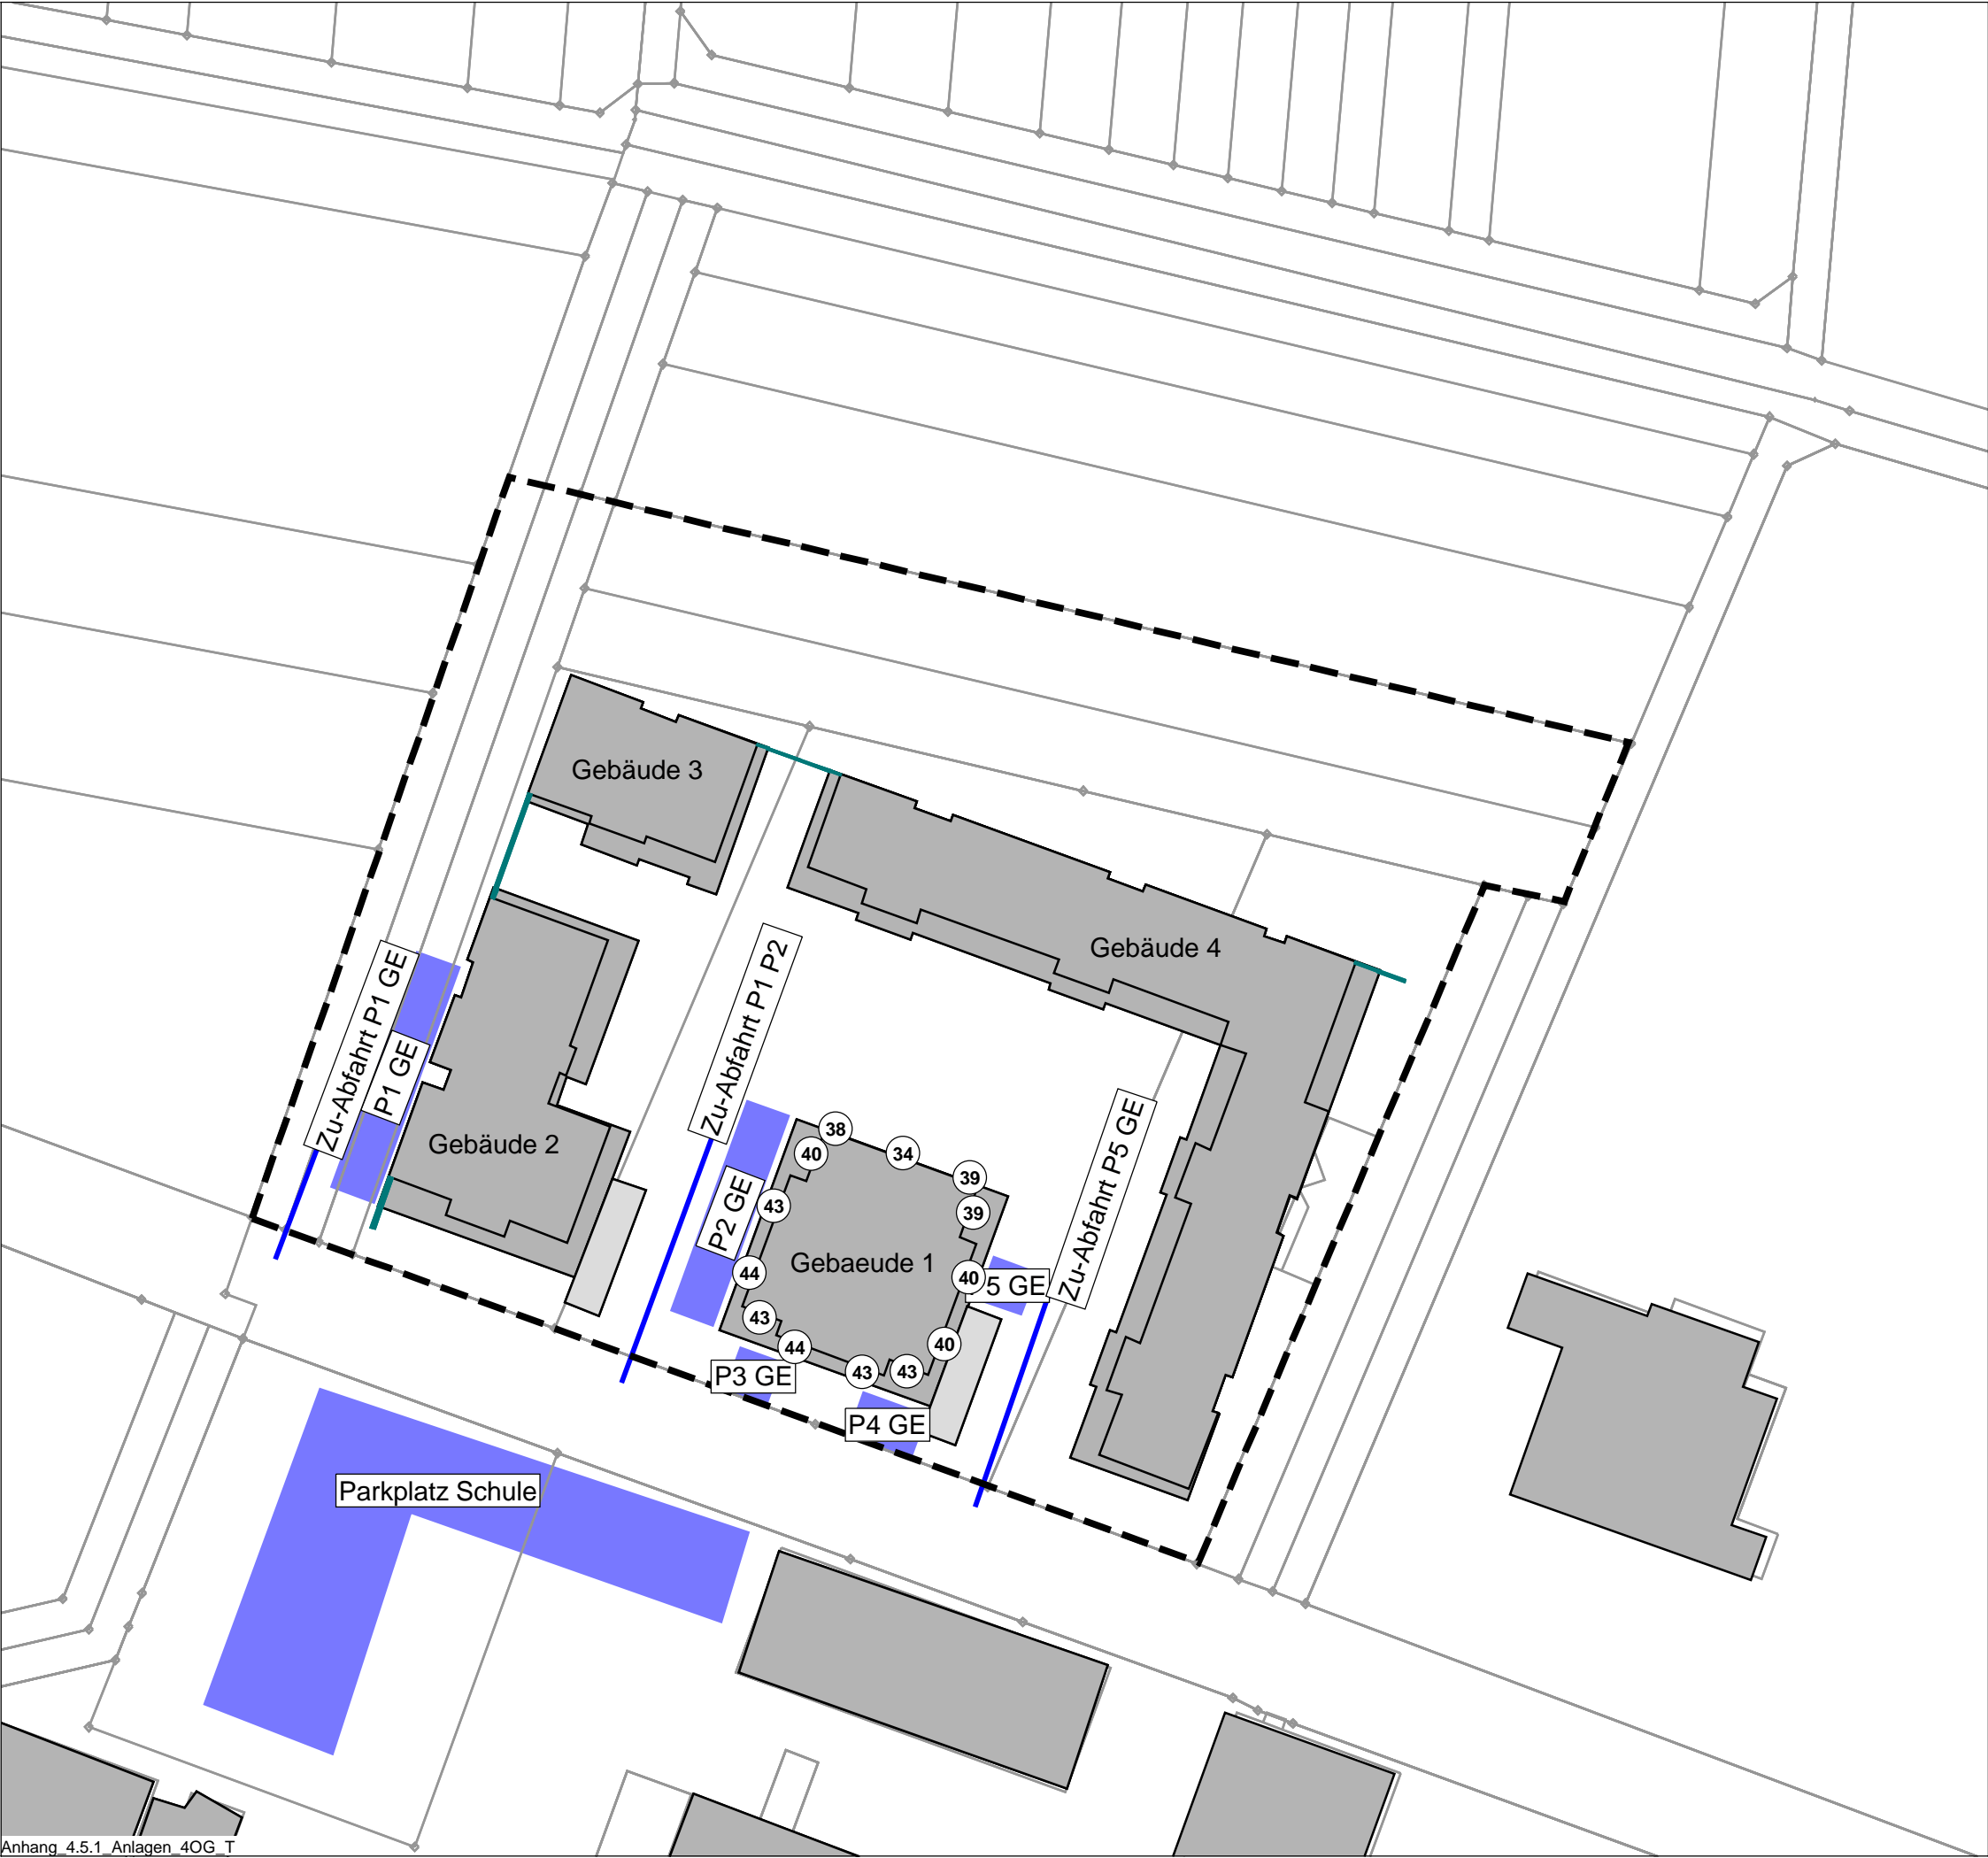 Gebäude 3
Gebäude 4
Zu-Abfahrt P1 GE
P1 GE
Gebäude 2
Zu-Abfahrt P1 P2
P2 GE
38
40
34
39
39
43
44
43
44
43
43
40
40
Gebaeude 1
5 GE
Zu-Abfahrt P5 GE
P3 GE
P4 GE
Parkplatz Schule
Anhang_4.5.1_Anlagen_4OG_T